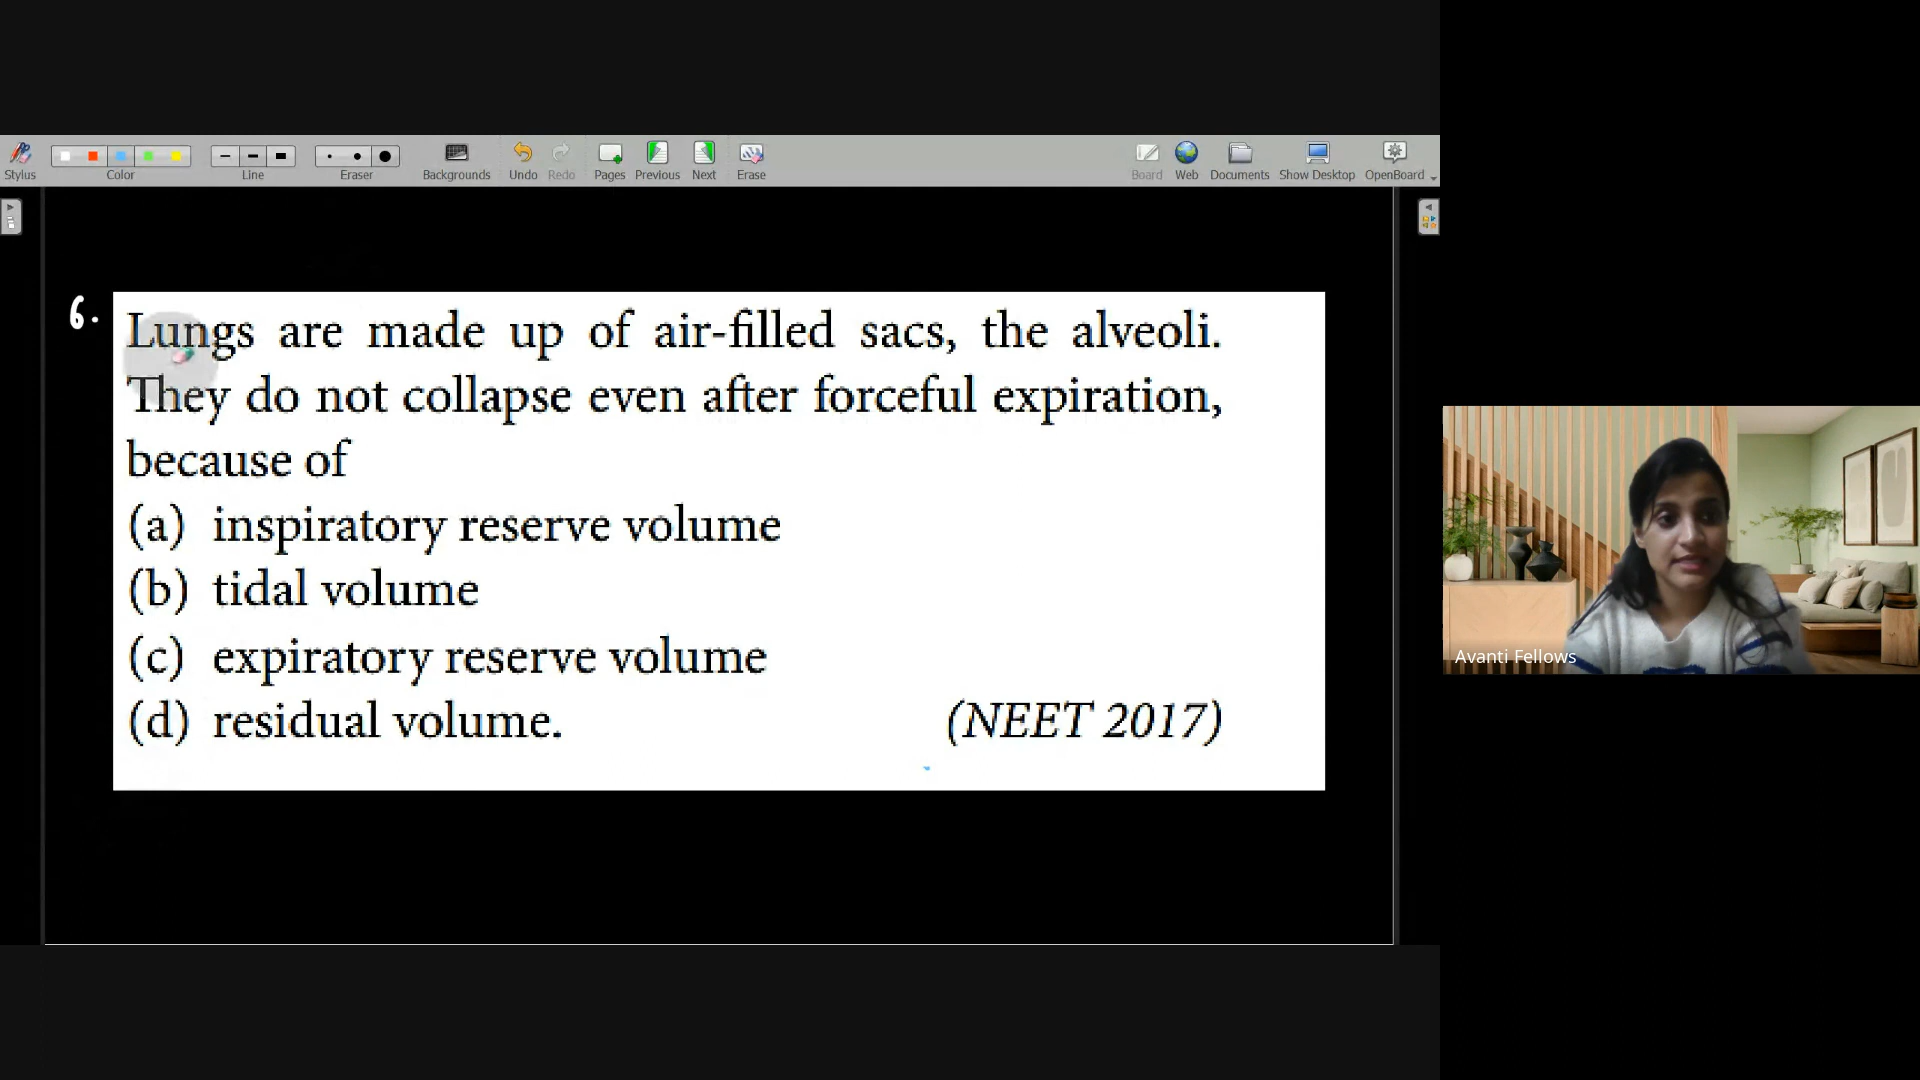 Stylus
Color
Line
Eraser
Backgrounds
Undo
Redo
Pages
Previous
Next
Erase
Board
Web
Documents
Show Desktop
OpenBoard
6.
Lungs are made up of air-filled sacs, the alveoli.
They do not collapse even after forceful expiration,
because of
(a) inspiratory reserve volume
(b) tidal volume
(c) expiratory reserve volume
(d) residual volume. (NEET 2017)
Avanti Fellows